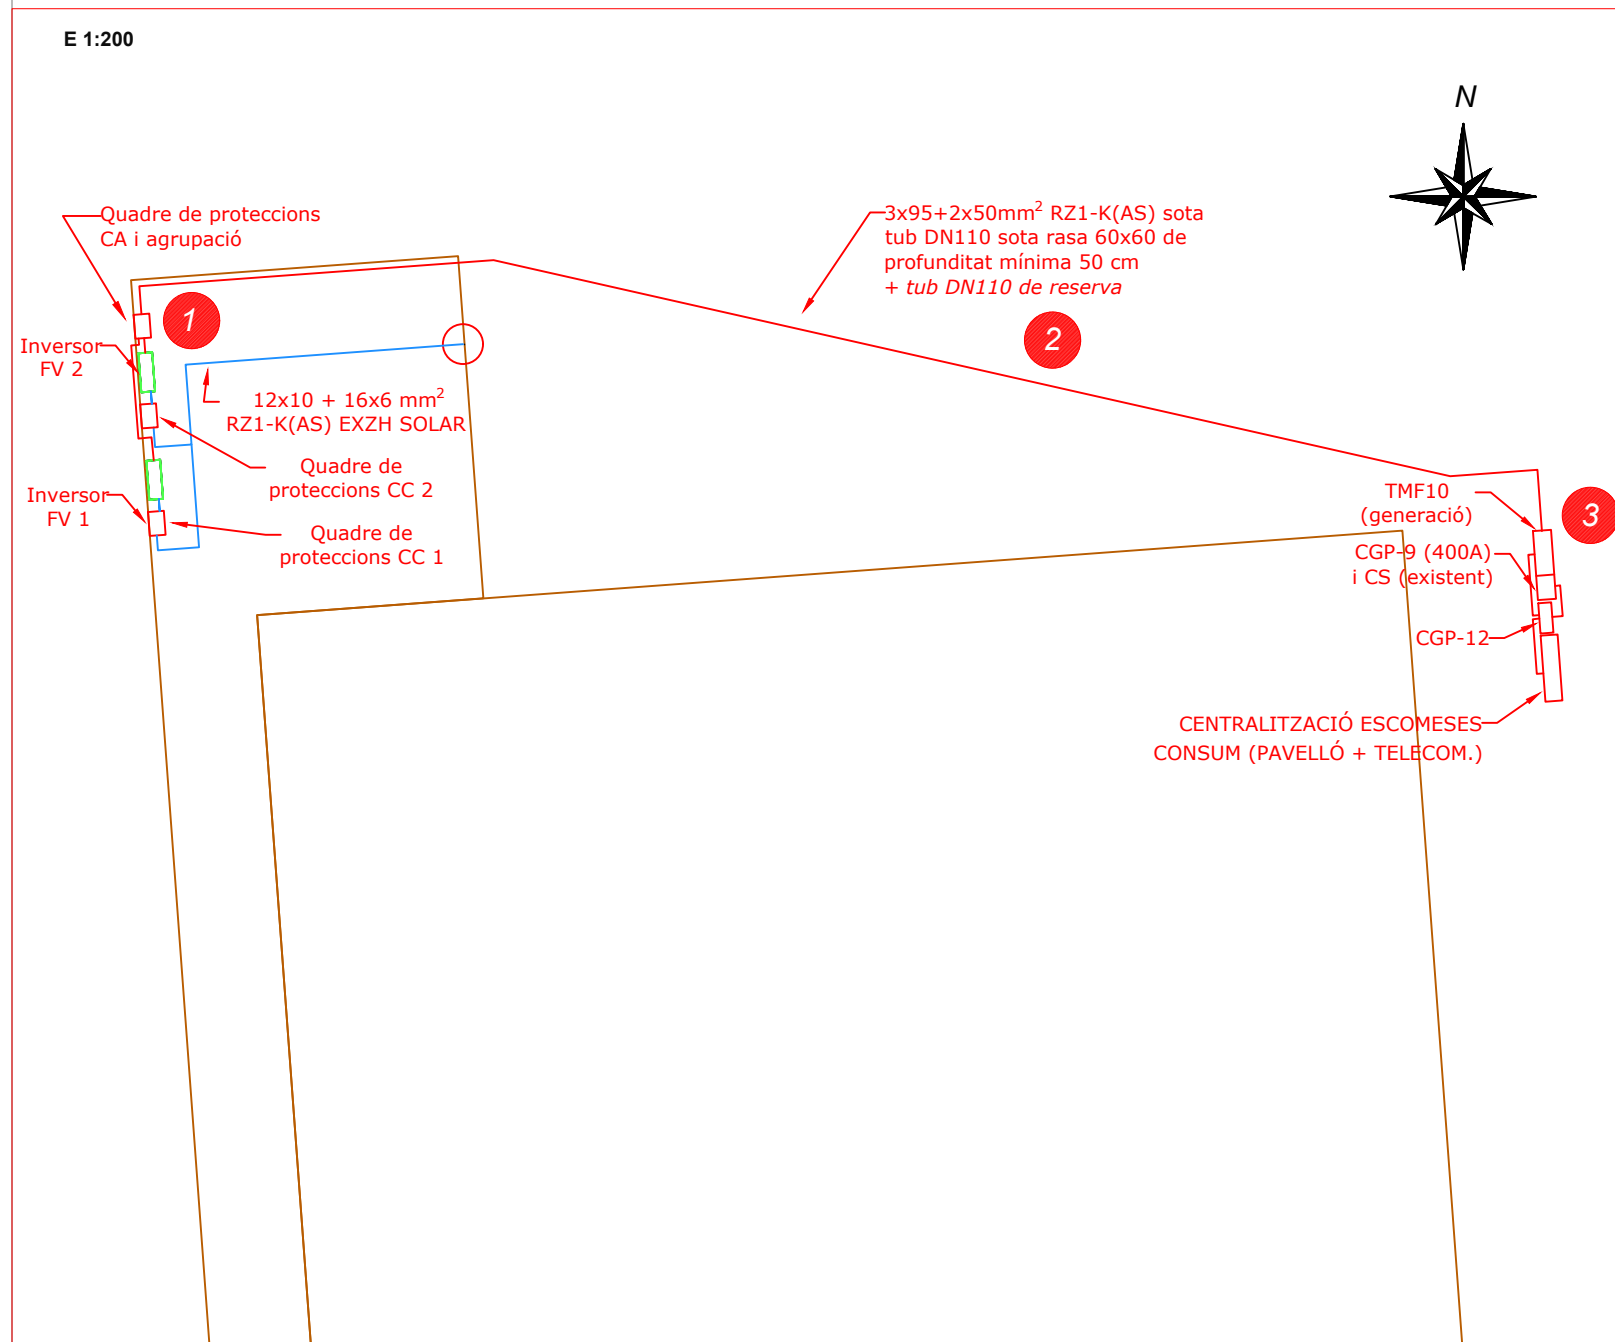 E 1:200
N
Quadre de proteccions
CA i agrupació
3x95+2x50mm² RZ1-K(AS) sota
tub DN110 sota rasa 60x60 de
profunditat mínima 50 cm
+ tub DN110 de reserva
1
2
Inversor
FV 2
12x10 + 16x6 mm²
RZ1-K(AS) EXZH SOLAR
Quadre de
proteccions CC 2
Inversor
FV 1
Quadre de
proteccions CC 1
TMF10
(generació)
3
CGP-9 (400A)
i CS (existent)
CGP-12
CENTRALITZACIÓ ESCOMESES
CONSUM (PAVELLÓ + TELECOM.)